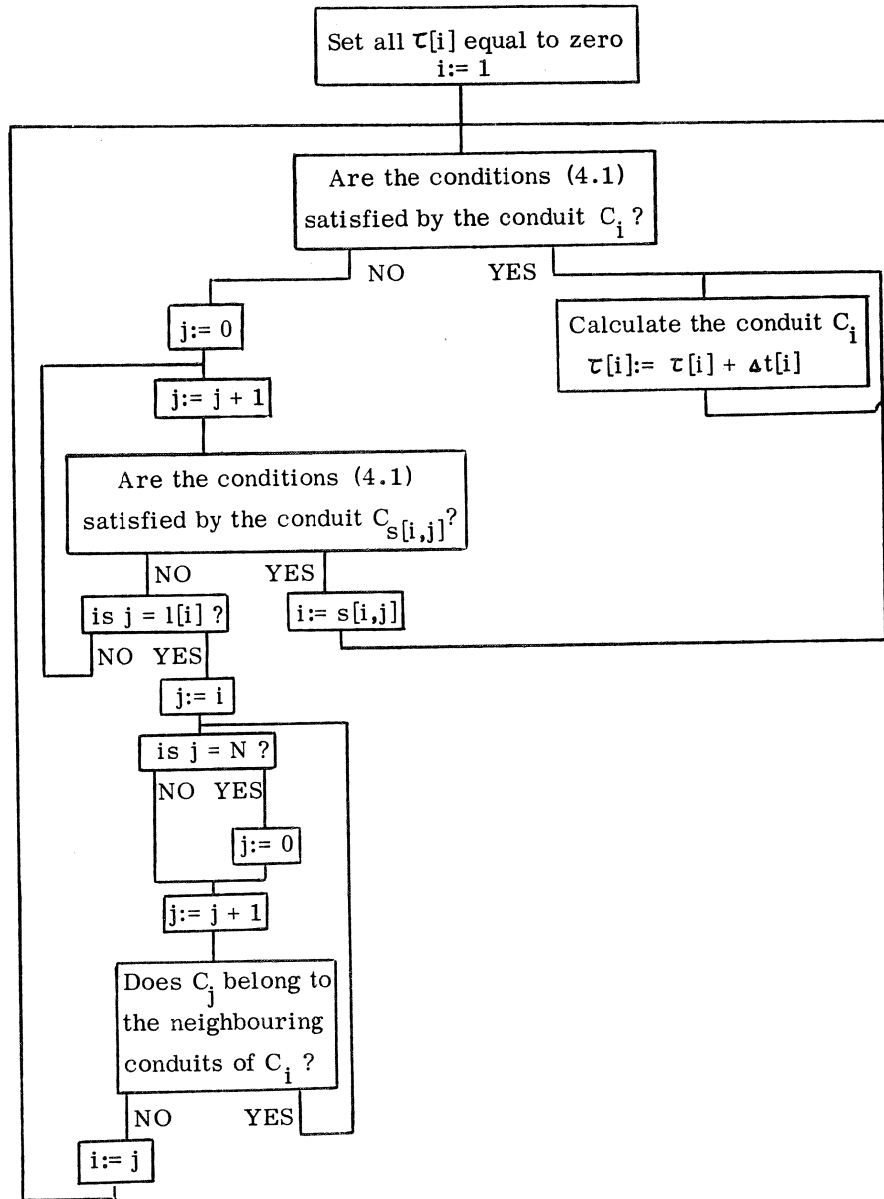 Set all τ[i] equal to zero
i:= 1
Are the conditions (4.1)
satisfied by the conduit C_i ?
NO YES
j:= 0
Calculate the conduit C_i
τ[i]:= τ[i] + Δt[i]
j:= j + 1
Are the conditions (4.1)
satisfied by the conduit C_s[i,j]?
NO YES
is j = l[i] ?
i:= s[i,j]
NO YES
j:= i
is j = N ?
NO YES
j:= 0
j:= j + 1
Does C_j belong to
the neighbouring
conduits of C_i ?
NO YES
i:= j